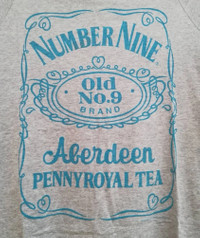 NUMBER NINE
Old
No.9
BRAND
Aberdeen
PENNYROYAL TEA